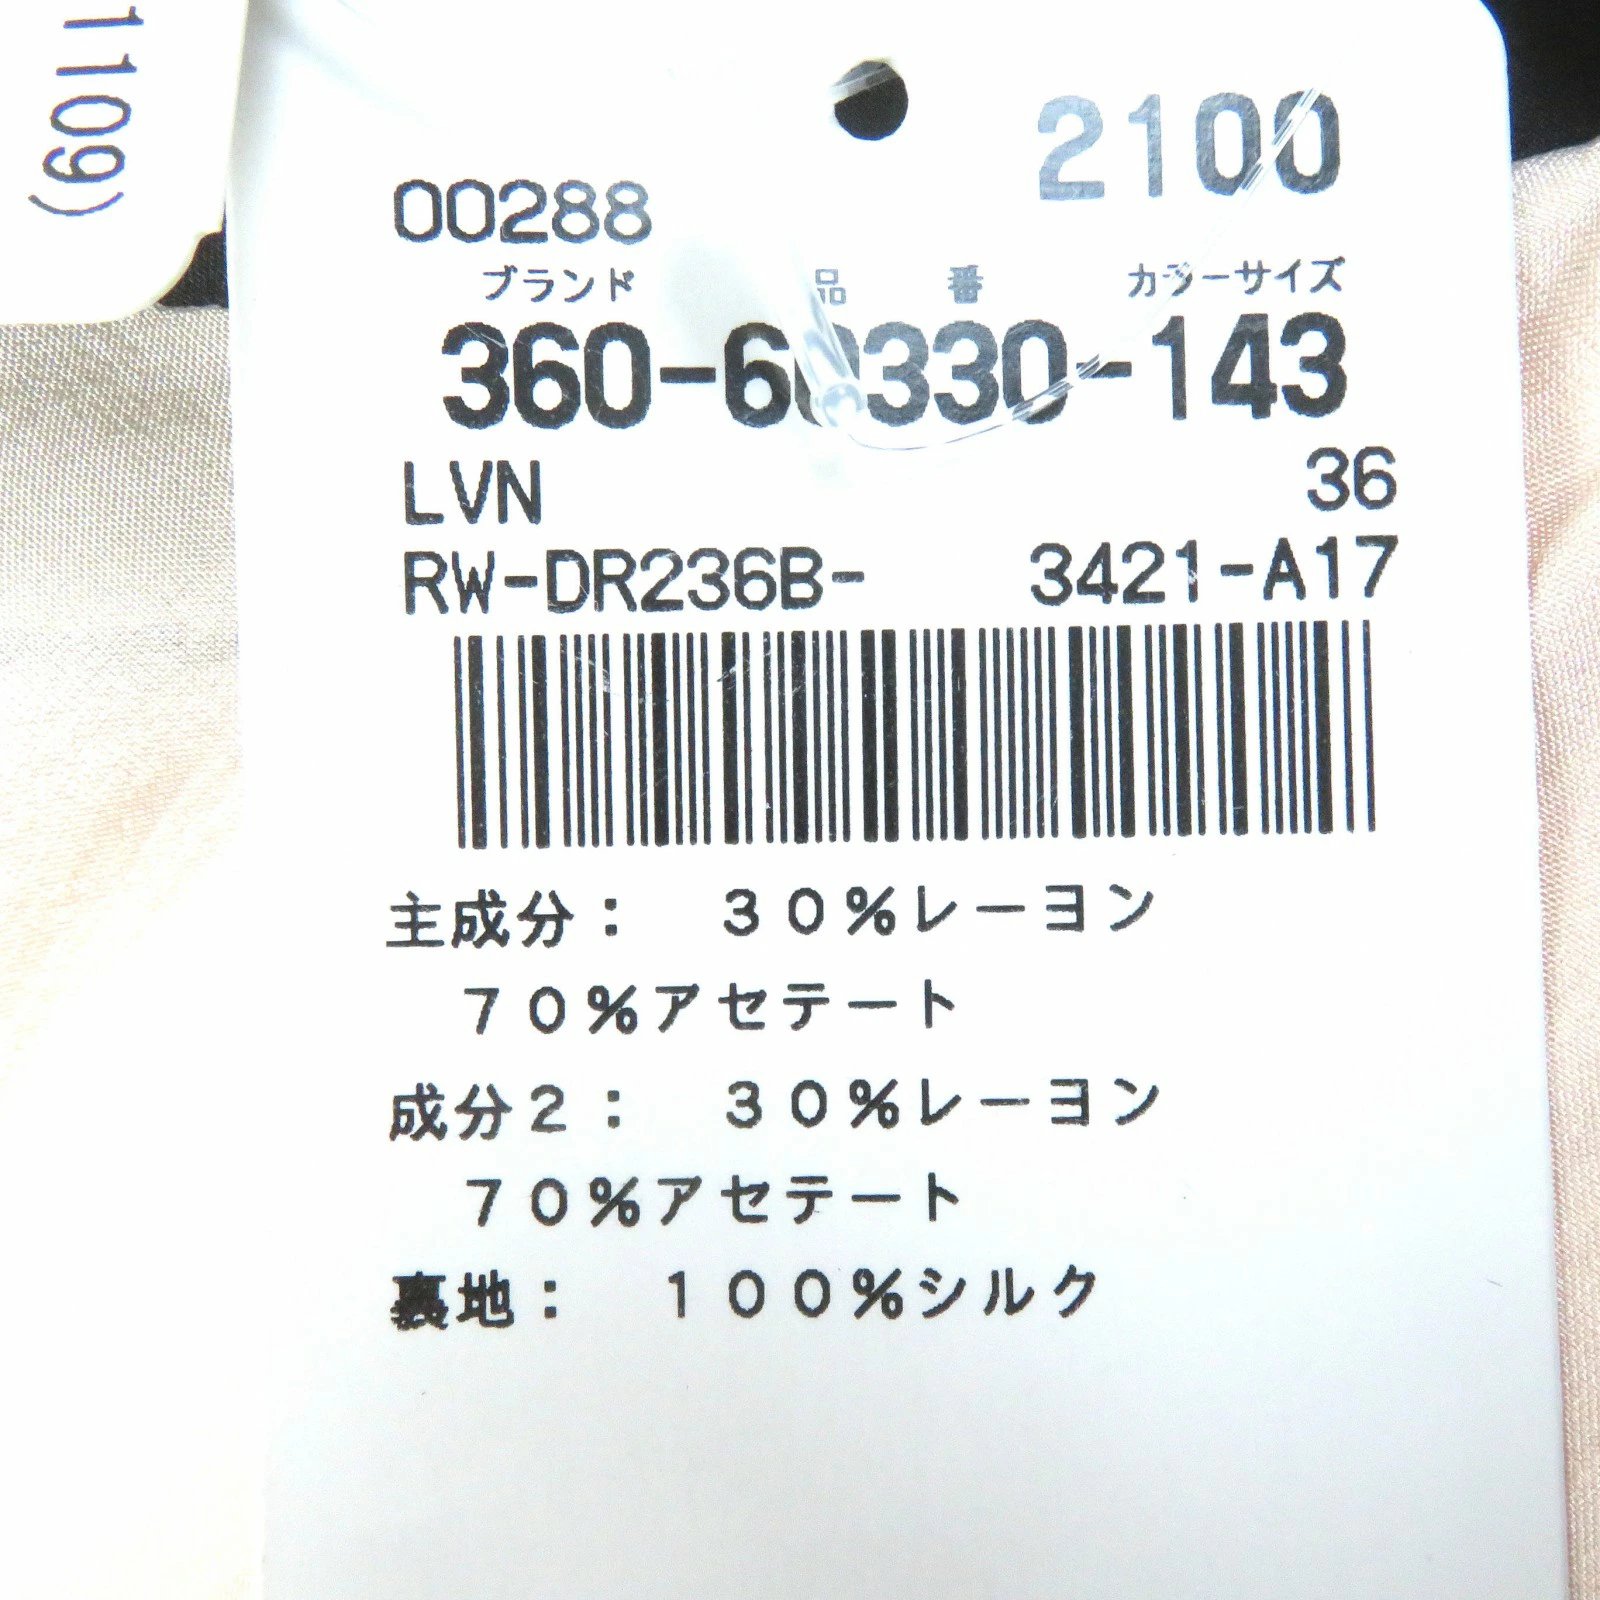 1109)
2100
00288
ブランド 品 番 カラーサイズ
360-60330-143
LVN 36
RW-DR236B- 3421-A17
主成分： 30%レーヨン
70%アセテート
成分2： 30%レーヨン
70%アセテート
裏地： 100%シルク